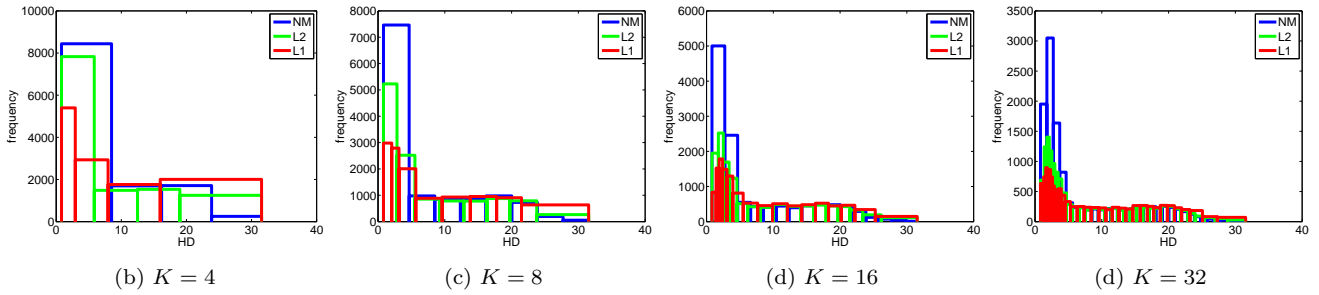 10000
8000
6000
4000
2000
0
0 10 20 30 40
frequency
HD
NM
L2
L1
(b) K = 4
8000
7000
6000
5000
4000
3000
2000
1000
0
0 10 20 30 40
frequency
HD
NM
L2
L1
(c) K = 8
6000
5000
4000
3000
2000
1000
0
0 10 20 30 40
frequency
HD
NM
L2
L1
(d) K = 16
3500
3000
2500
2000
1500
1000
500
0
0 10 20 30 40
frequency
HD
NM
L2
L1
(d) K = 32